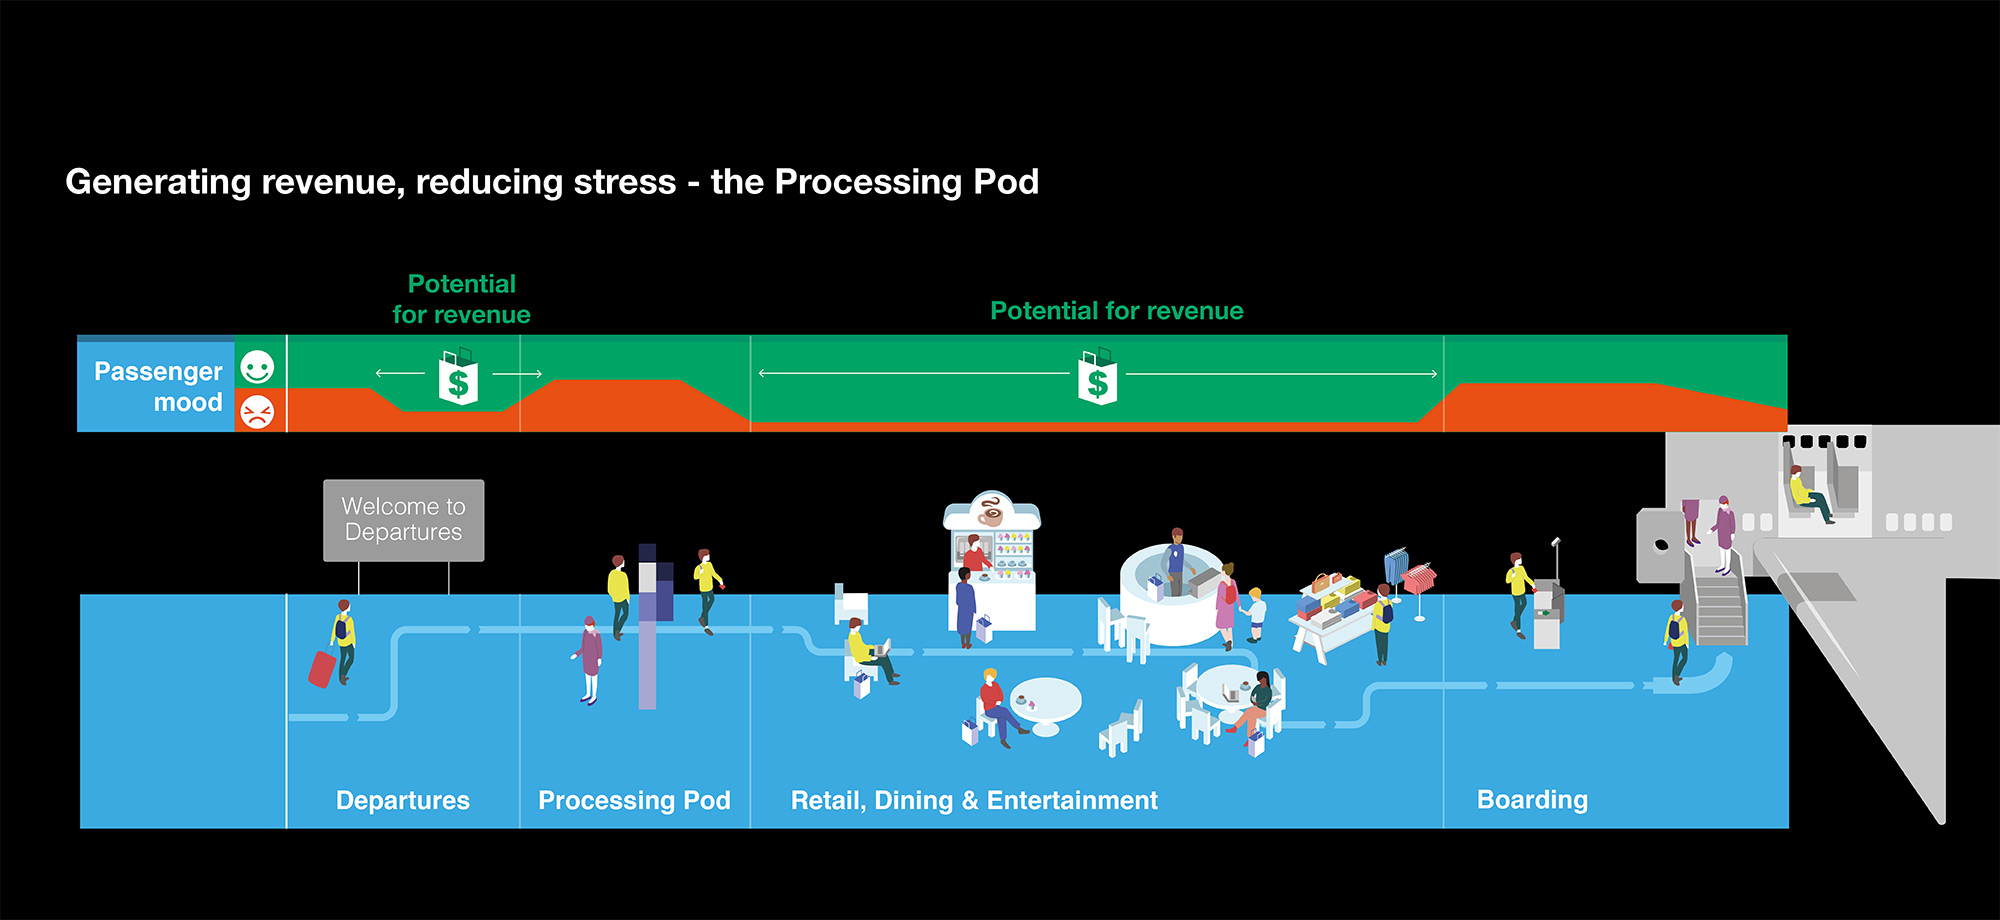 Generating revenue, reducing stress - the Processing Pod
Potential
for revenue
Potential for revenue
Passenger
mood
$
$
Welcome to
Departures
Departures
Processing Pod
Retail, Dining & Entertainment
Boarding